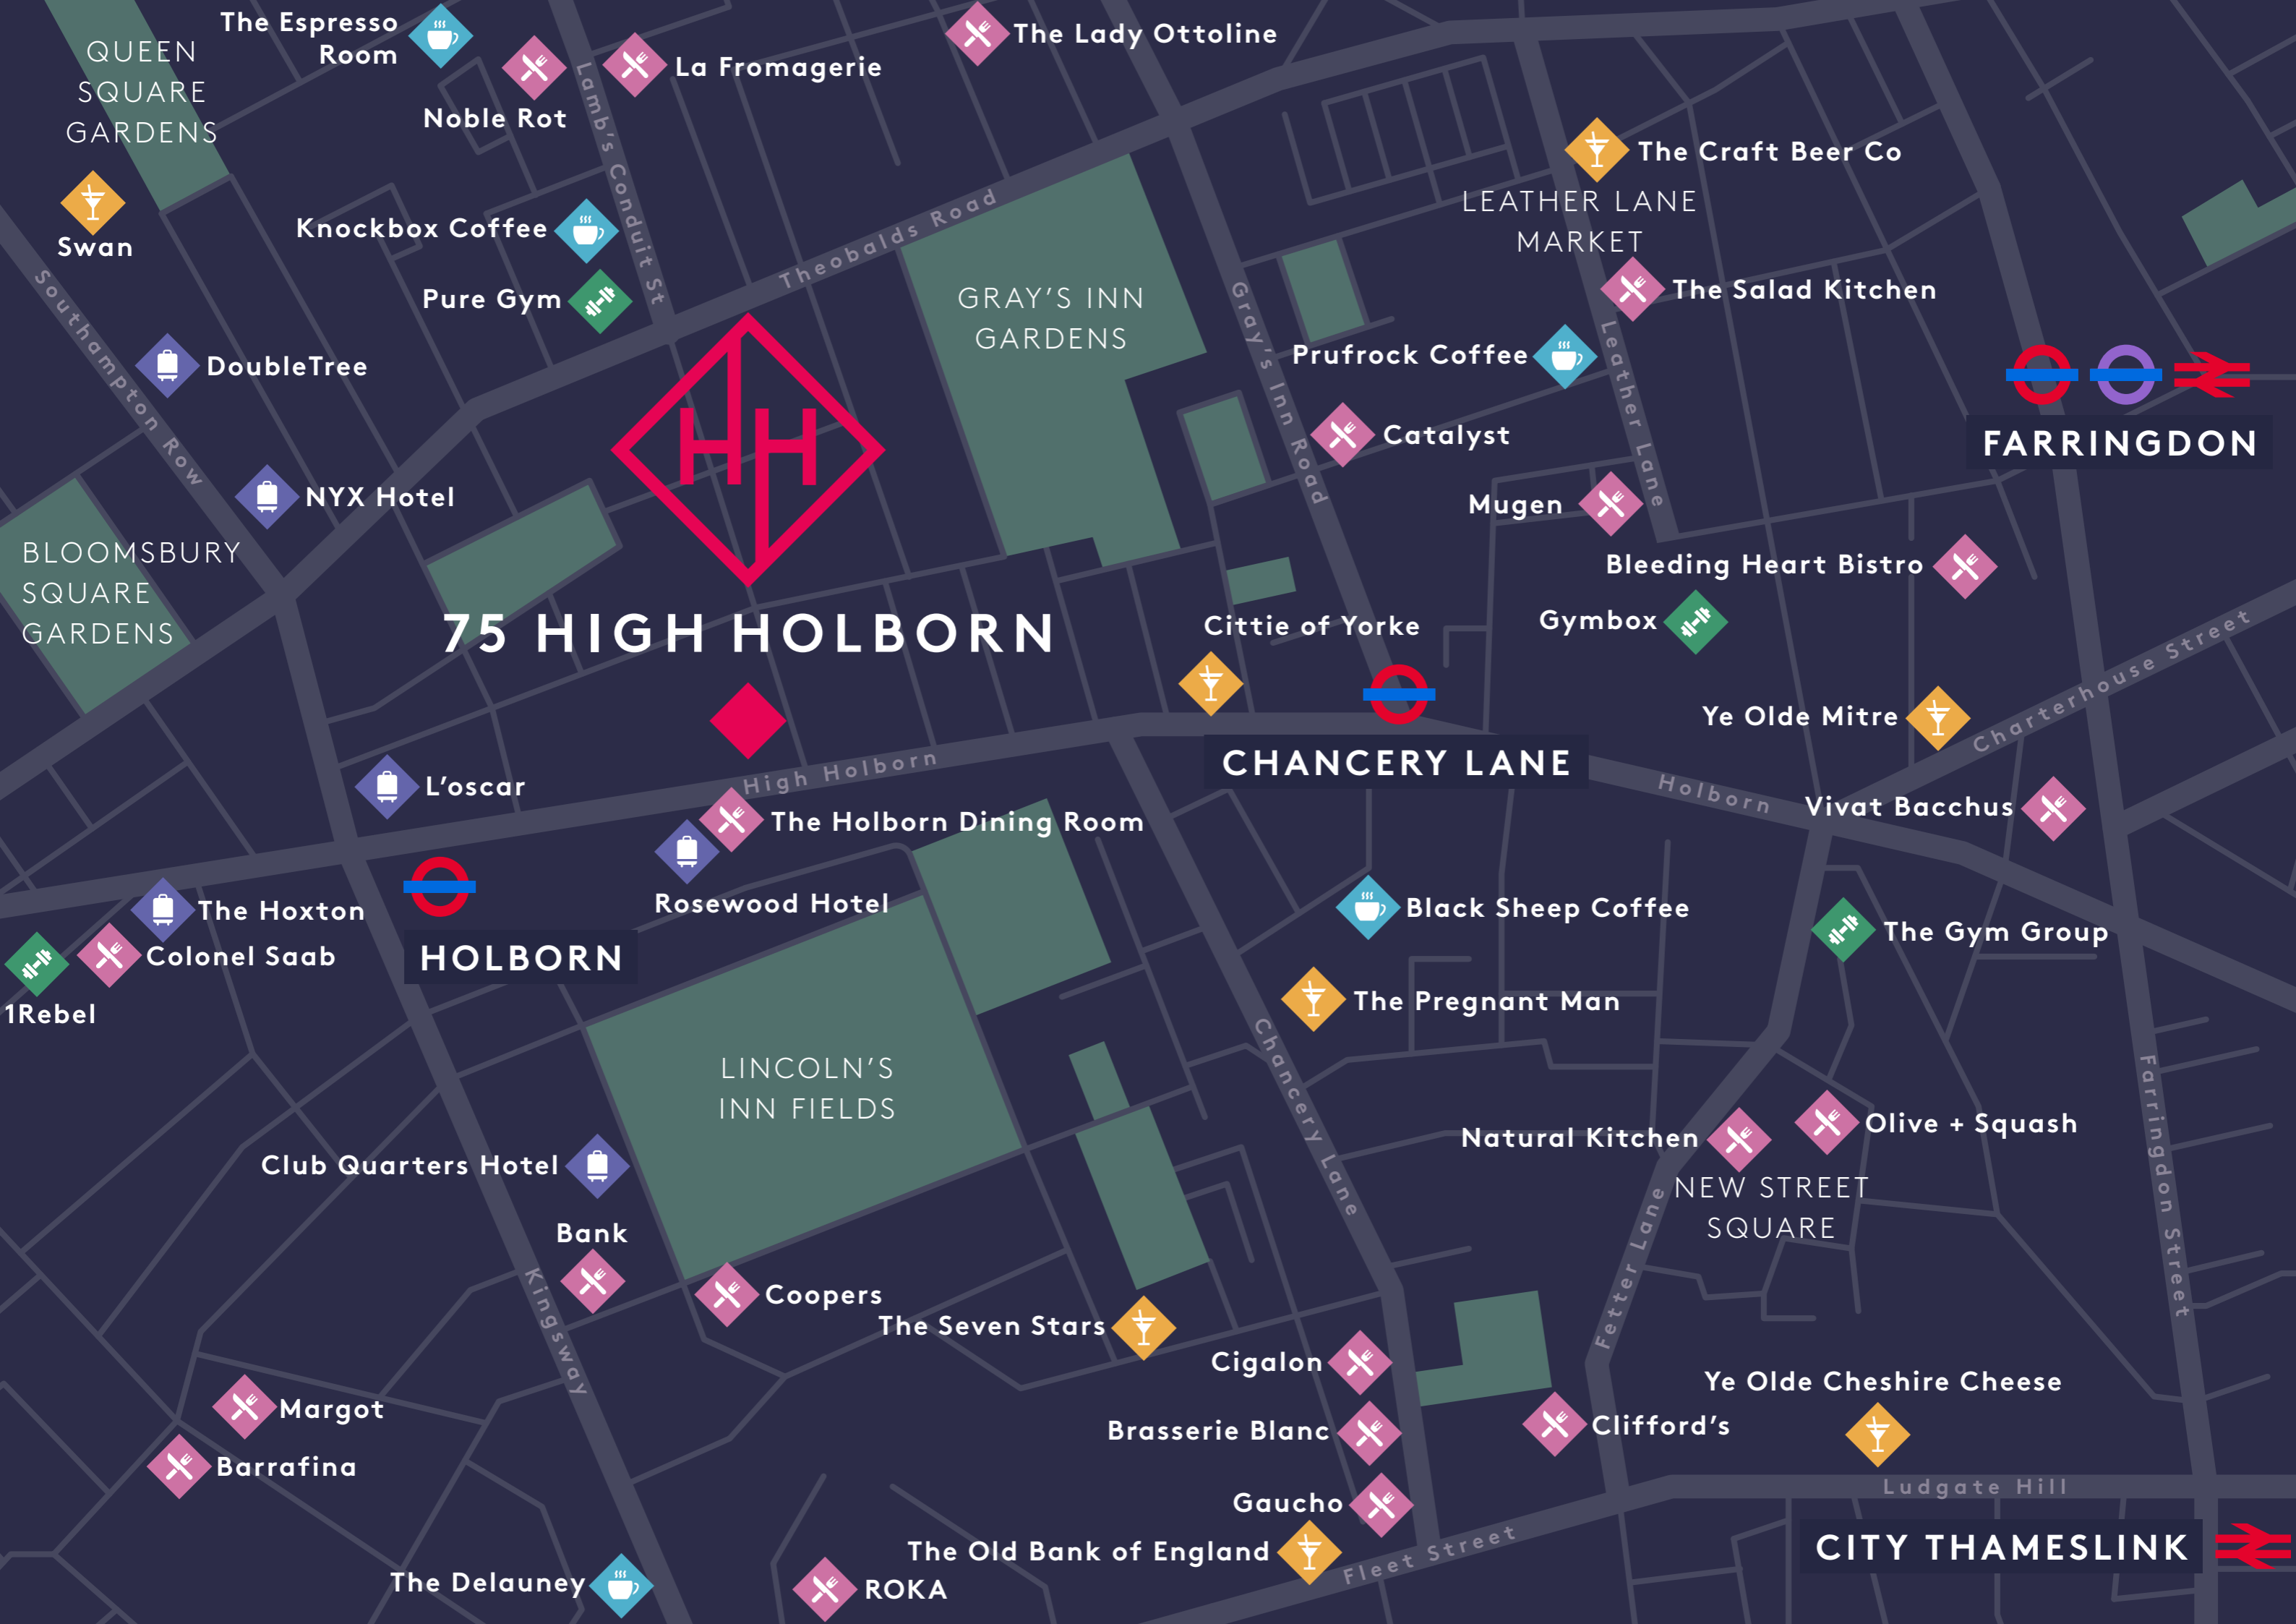 The Espresso
Room
QUEEN
SQUARE
GARDENS
Noble Rot
Lamb's Conduit St
La Fromagerie
The Lady Ottoline
The Craft Beer Co
LEATHER LANE
MARKET
Swan
Knockbox Coffee
Pure Gym
Theobalds Road
GRAY'S INN
GARDENS
Gray's Inn Road
The Salad Kitchen
Prufrock Coffee
Leather Lane
Southampton Row
DoubleTree
HH
Catalyst
FARRINGDON
NYX Hotel
Mugen
BLOOMSBURY
SQUARE
GARDENS
Bleeding Heart Bistro
75 HIGH HOLBORN
Cittie of Yorke
Gymbox
Ye Olde Mitre
Charterhouse Street
CHANCERY LANE
High Holborn
Holborn
L'oscar
The Holborn Dining Room
Vivat Bacchus
Rosewood Hotel
The Hoxton
Colonel Saab
1Rebel
HOLBORN
Black Sheep Coffee
The Gym Group
The Pregnant Man
LINCOLN'S
INN FIELDS
Chancery Lane
Farringdon Street
Natural Kitchen
Olive + Squash
NEW STREET
SQUARE
Club Quarters Hotel
Bank
Kingsway
Coopers
The Seven Stars
Fetter Lane
Cigalon
Ye Olde Cheshire Cheese
Margot
Brasserie Blanc
Clifford's
Barrafina
Ludgate Hill
Gaucho
The Old Bank of England
Fleet Street
CITY THAMESLINK
The Delauney
ROKA